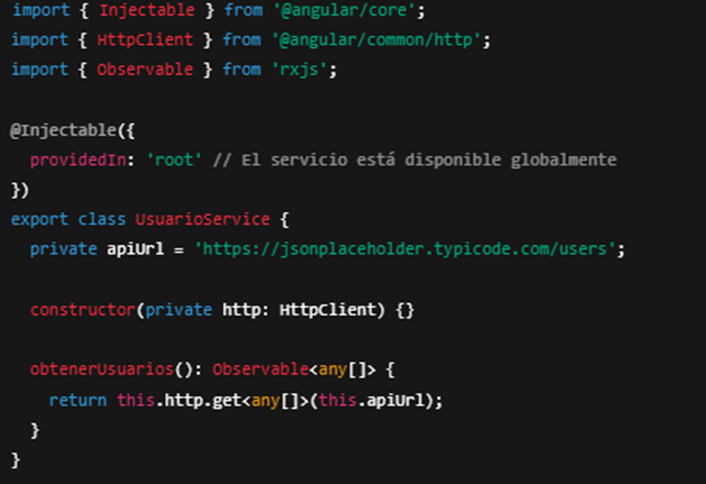 import { Injectable } from '@angular/core';
import { HttpClient } from '@angular/common/http';
import { Observable } from 'rxjs';

@Injectable({
  providedIn: 'root' // El servicio está disponible globalmente
})
export class UsuarioService {
  private apiUrl = 'https://jsonplaceholder.typicode.com/users';

  constructor(private http: HttpClient) {}

  obtenerUsuarios(): Observable<any[]> {
    return this.http.get<any[]>(this.apiUrl);
  }
}